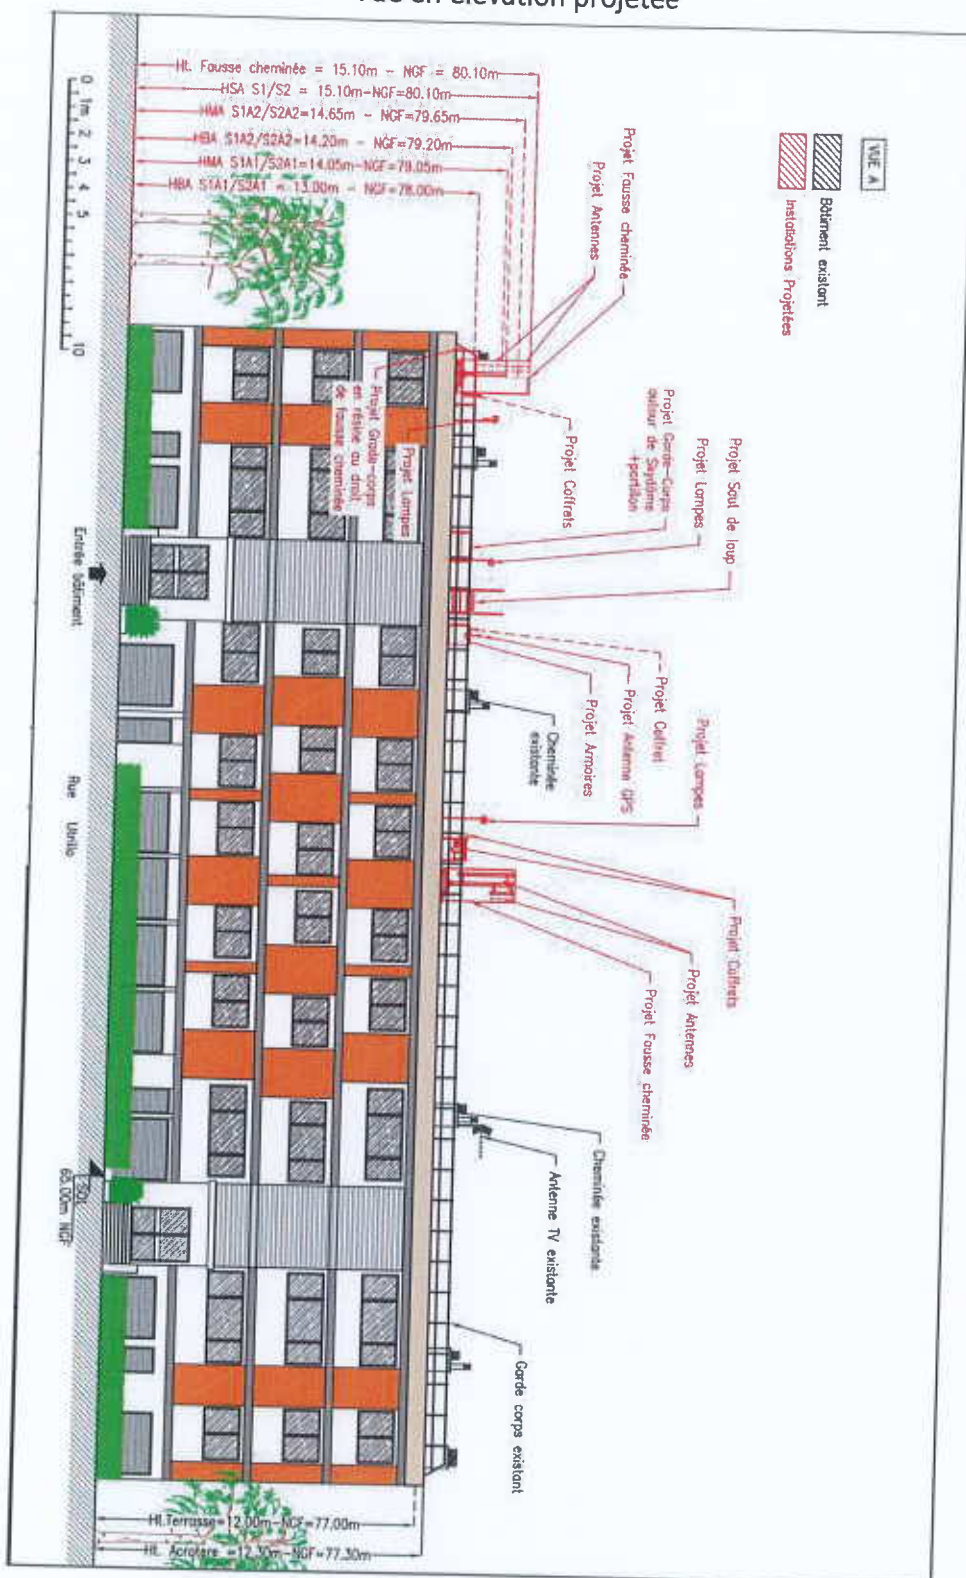 Vue en élévation projetée
VUE A
Bâtiment existant
Installations Projetées
Ht. Fausse cheminée = 15.10m - NGF = 80.10m
HSA S1/S2 = 15.10m-NGF=80.10m
HMA S1A2/S2A2=14.65m - NGF=79.65m
HBA S1A2/S2A2=14.20m - NGF=79.20m
HMA S1A1/S2A1=14.05m-NGF=79.05m
HBA S1A1/S2A1 = 13.00m - NGF=78.00m
Projet Fausse cheminée
Projet Antennes
Projet Coffrets
Projet Lampes
Projet Grade-corps
en résine au droit
de fausse cheminée
Projet Garde-Corps
autour de Skydôme
+portillon
Projet Lampes
Projet Saut de loup
Projet Coffret
Projet Antenne GPS
Projet Armoires
Cheminée
existante
Projet Lampes
Projet Coffrets
Projet Antennes
Projet Fausse cheminée
Cheminée existante
Antenne TV existante
Garde corps existant
Entrée bâtiment
Rue Utrillo
SOL
65.00m NGF
0 1m 2 3 4 5 10
Ht.Terrasse=12.00m-NGF=77.00m
Ht. Acrotère =12.30m-NGF=77.30m